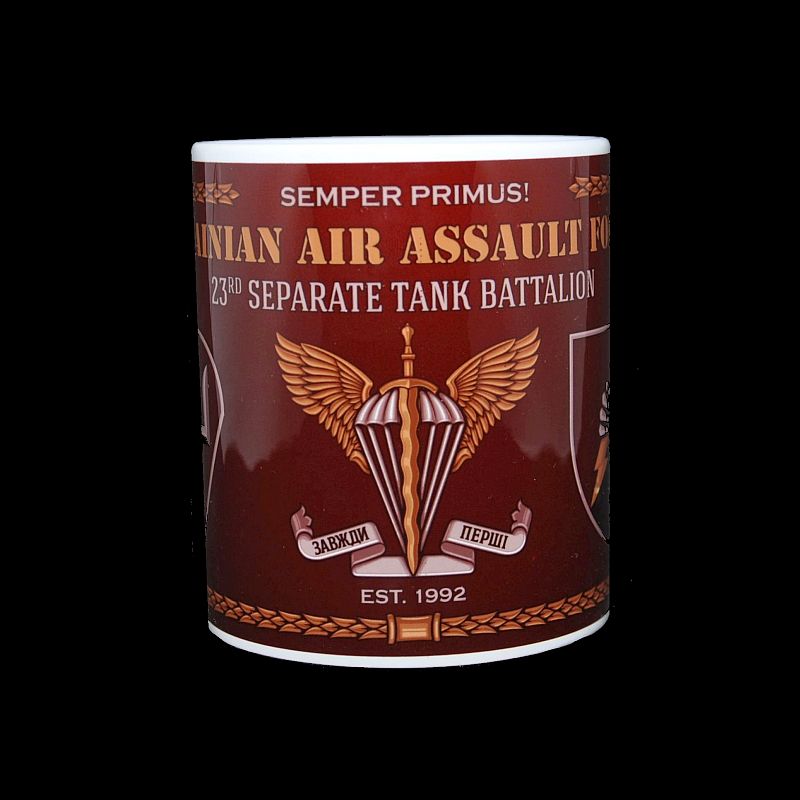 SEMPER PRIMUS!
AINIAN AIR ASSAULT FO
23RD SEPARATE TANK BATTALION
ЗАВЖДИ ПЕРШІ
EST. 1992